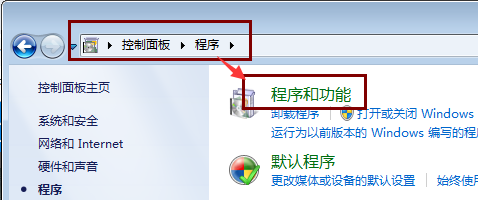 控制面板 ▸ 程序 ▸
控制面板主页
系统和安全
网络和 Internet
硬件和声音
程序
程序和功能
卸载程序 打开或关闭 Windows
运行为以前版本的 Windows 编写的程
默认程序
更改媒体或设备的默认设置 始终使用